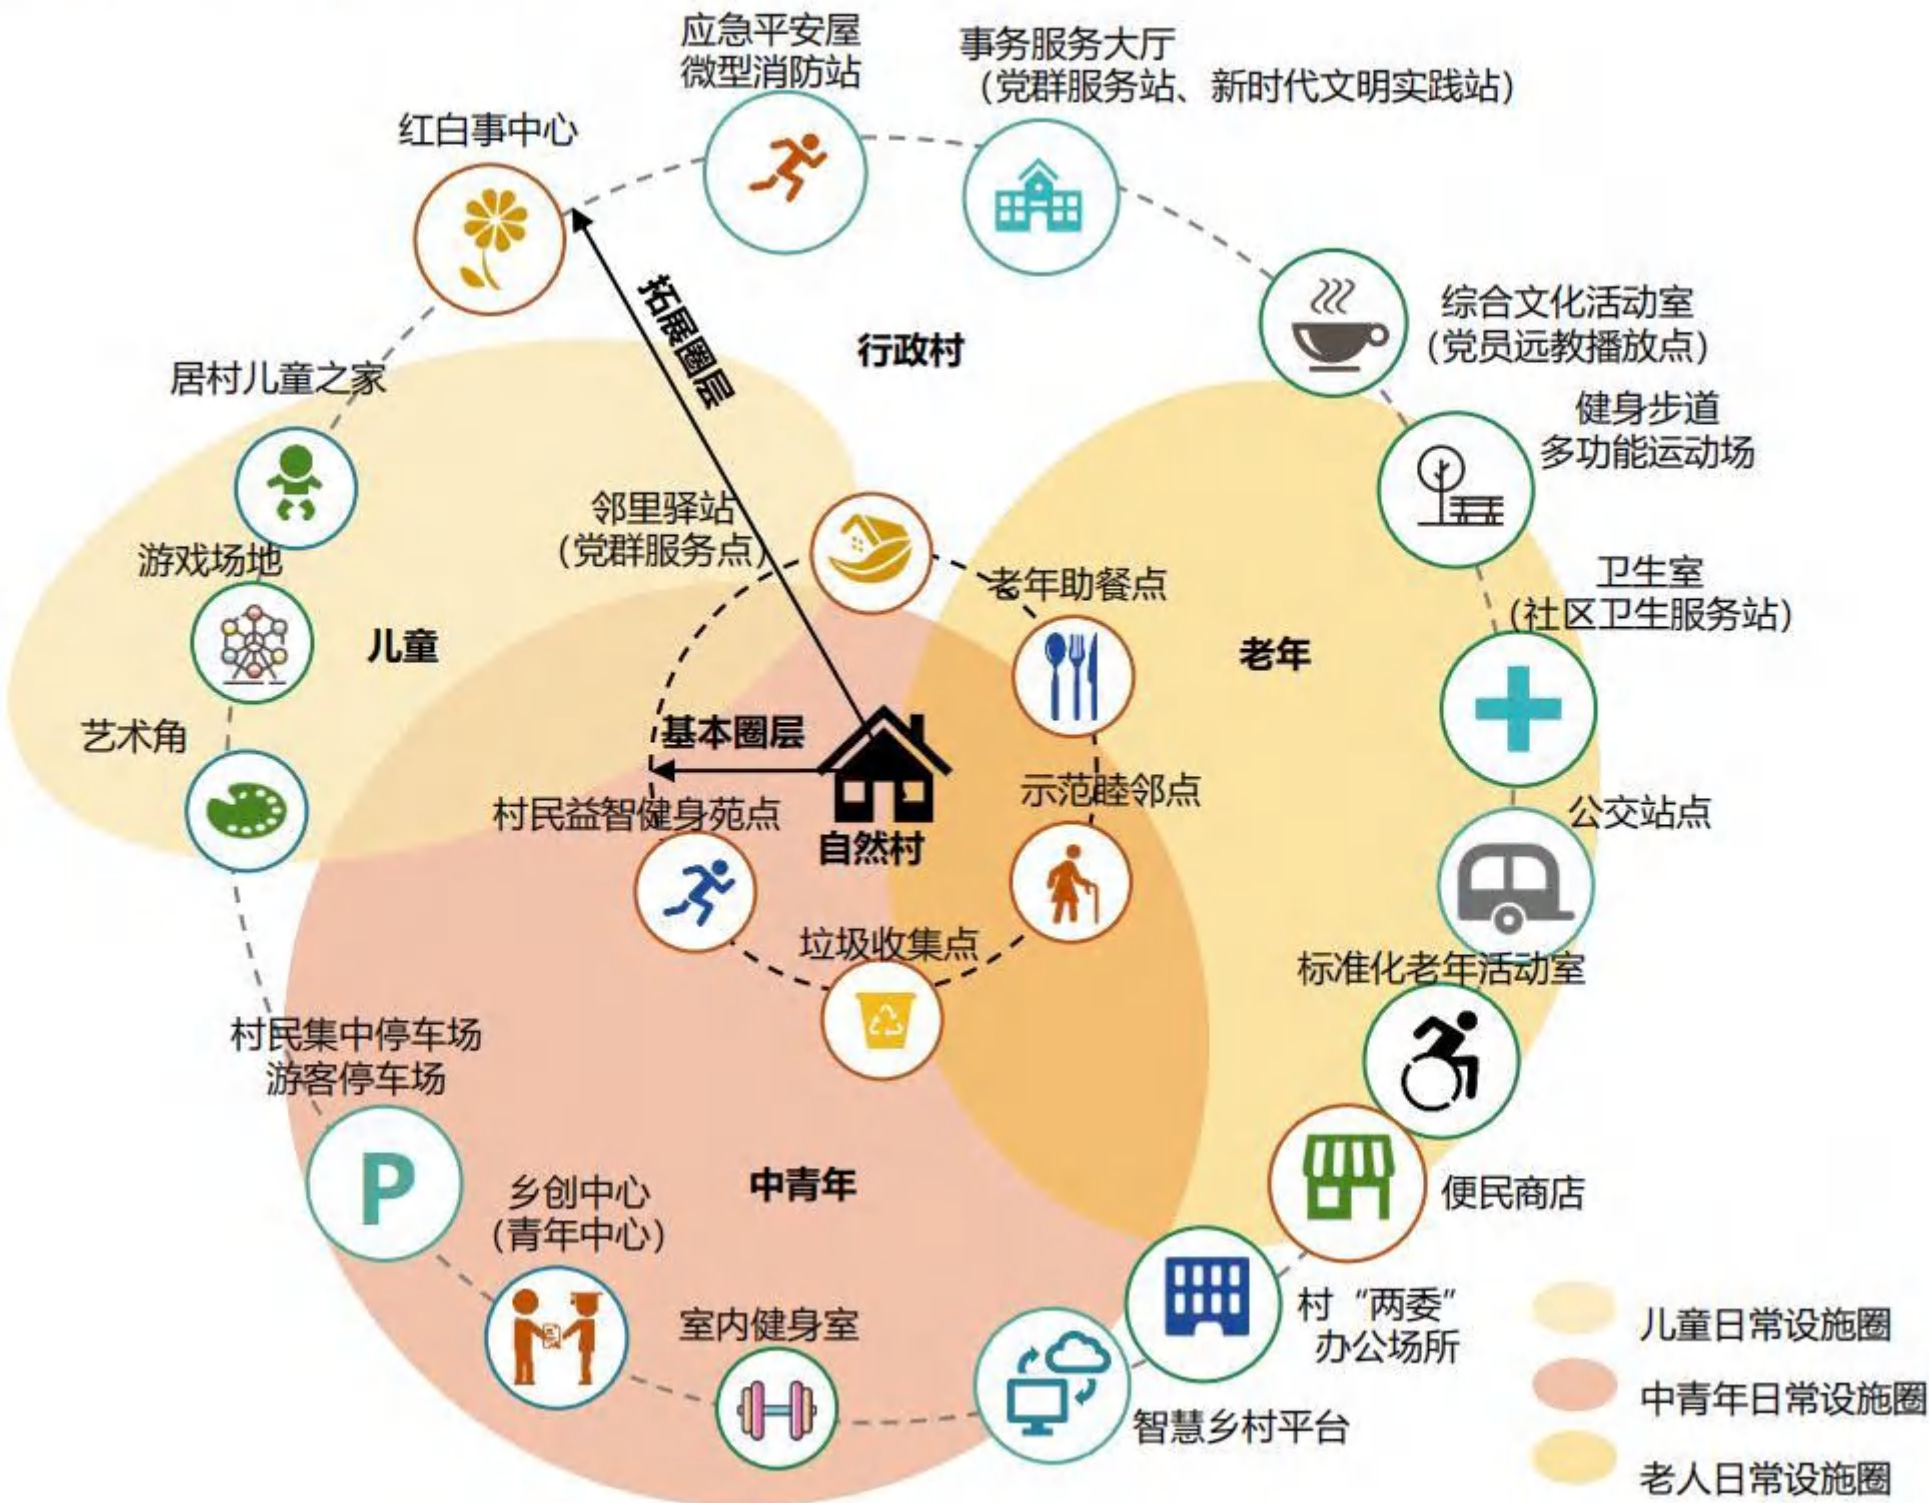 应急平安屋
微型消防站
事务服务大厅
（党群服务站、新时代文明实践站）
红白事中心
拓展圈层
行政村
综合文化活动室
（党员远教播放点）
居村儿童之家
健身步道
多功能运动场
邻里驿站
（党群服务点）
游戏场地
老年助餐点
卫生室
（社区卫生服务站）
儿童
老年
艺术角
基本圈层
村民益智健身苑点
示范睦邻点
公交站点
自然村
垃圾收集点
标准化老年活动室
村民集中停车场
游客停车场
P
乡创中心
（青年中心）
中青年
便民商店
室内健身室
村“两委”
办公场所
智慧乡村平台
儿童日常设施圈
中青年日常设施圈
老人日常设施圈